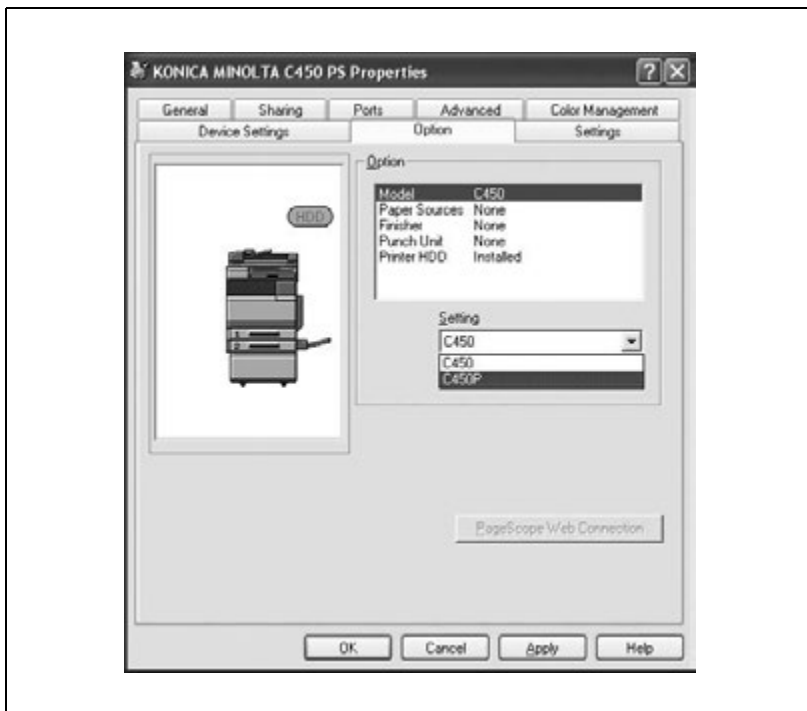 KONICA MINOLTA C450 PS Properties
General Sharing Ports Advanced Color Management
Device Settings Option Settings
Option
HDD
Model C450
Paper Sources None
Finisher None
Punch Unit None
Printer HDD Installed
1
2
Setting
C450
C450
C450P
PageScope Web Connection
OK Cancel Apply Help